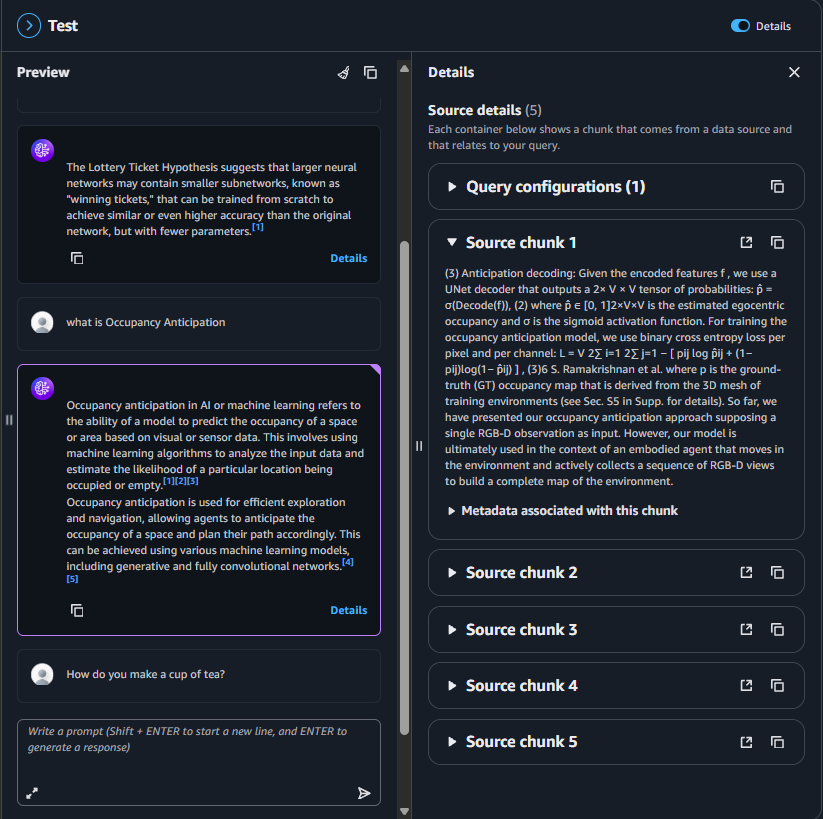 Test
Details
Preview
The Lottery Ticket Hypothesis suggests that larger neural
networks may contain smaller subnetworks, known as
"winning tickets," that can be trained from scratch to
achieve similar or even higher accuracy than the original
network, but with fewer parameters.[1]
Details
what is Occupancy Anticipation
Occupancy anticipation in AI or machine learning refers to
the ability of a model to predict the occupancy of a space
or area based on visual or sensor data. This involves using
machine learning algorithms to analyze the input data and
estimate the likelihood of a particular location being
occupied or empty.[1][2][3]
Occupancy anticipation is used for efficient exploration
and navigation, allowing agents to anticipate the
occupancy of a space and plan their path accordingly. This
can be achieved using various machine learning models,
including generative and fully convolutional networks.[4]
[5]
Details
How do you make a cup of tea?
Write a prompt (Shift + ENTER to start a new line, and ENTER to
generate a response)
Details
Source details (5)
Each container below shows a chunk that comes from a data source and
that relates to your query.
Query configurations (1)
Source chunk 1
(3) Anticipation decoding: Given the encoded features f , we use a
UNet decoder that outputs a 2× V × V tensor of probabilities: p̂ =
σ(Decode(f)), (2) where p̂ ∈ [0, 1]2×V×V is the estimated egocentric
occupancy and σ is the sigmoid activation function. For training the
occupancy anticipation model, we use binary cross entropy loss per
pixel and per channel: L = V 2∑ i=1 2∑ j=1 − [ pij log p̂ij + (1−
pij)log(1− p̂ij) ] , (3)6 S. Ramakrishnan et al. where p is the ground-
truth (GT) occupancy map that is derived from the 3D mesh of
training environments (see Sec. S5 in Supp. for details). So far, we
have presented our occupancy anticipation approach supposing a
single RGB-D observation as input. However, our model is
ultimately used in the context of an embodied agent that moves in
the environment and actively collects a sequence of RGB-D views
to build a complete map of the environment.
Metadata associated with this chunk
Source chunk 2
Source chunk 3
Source chunk 4
Source chunk 5